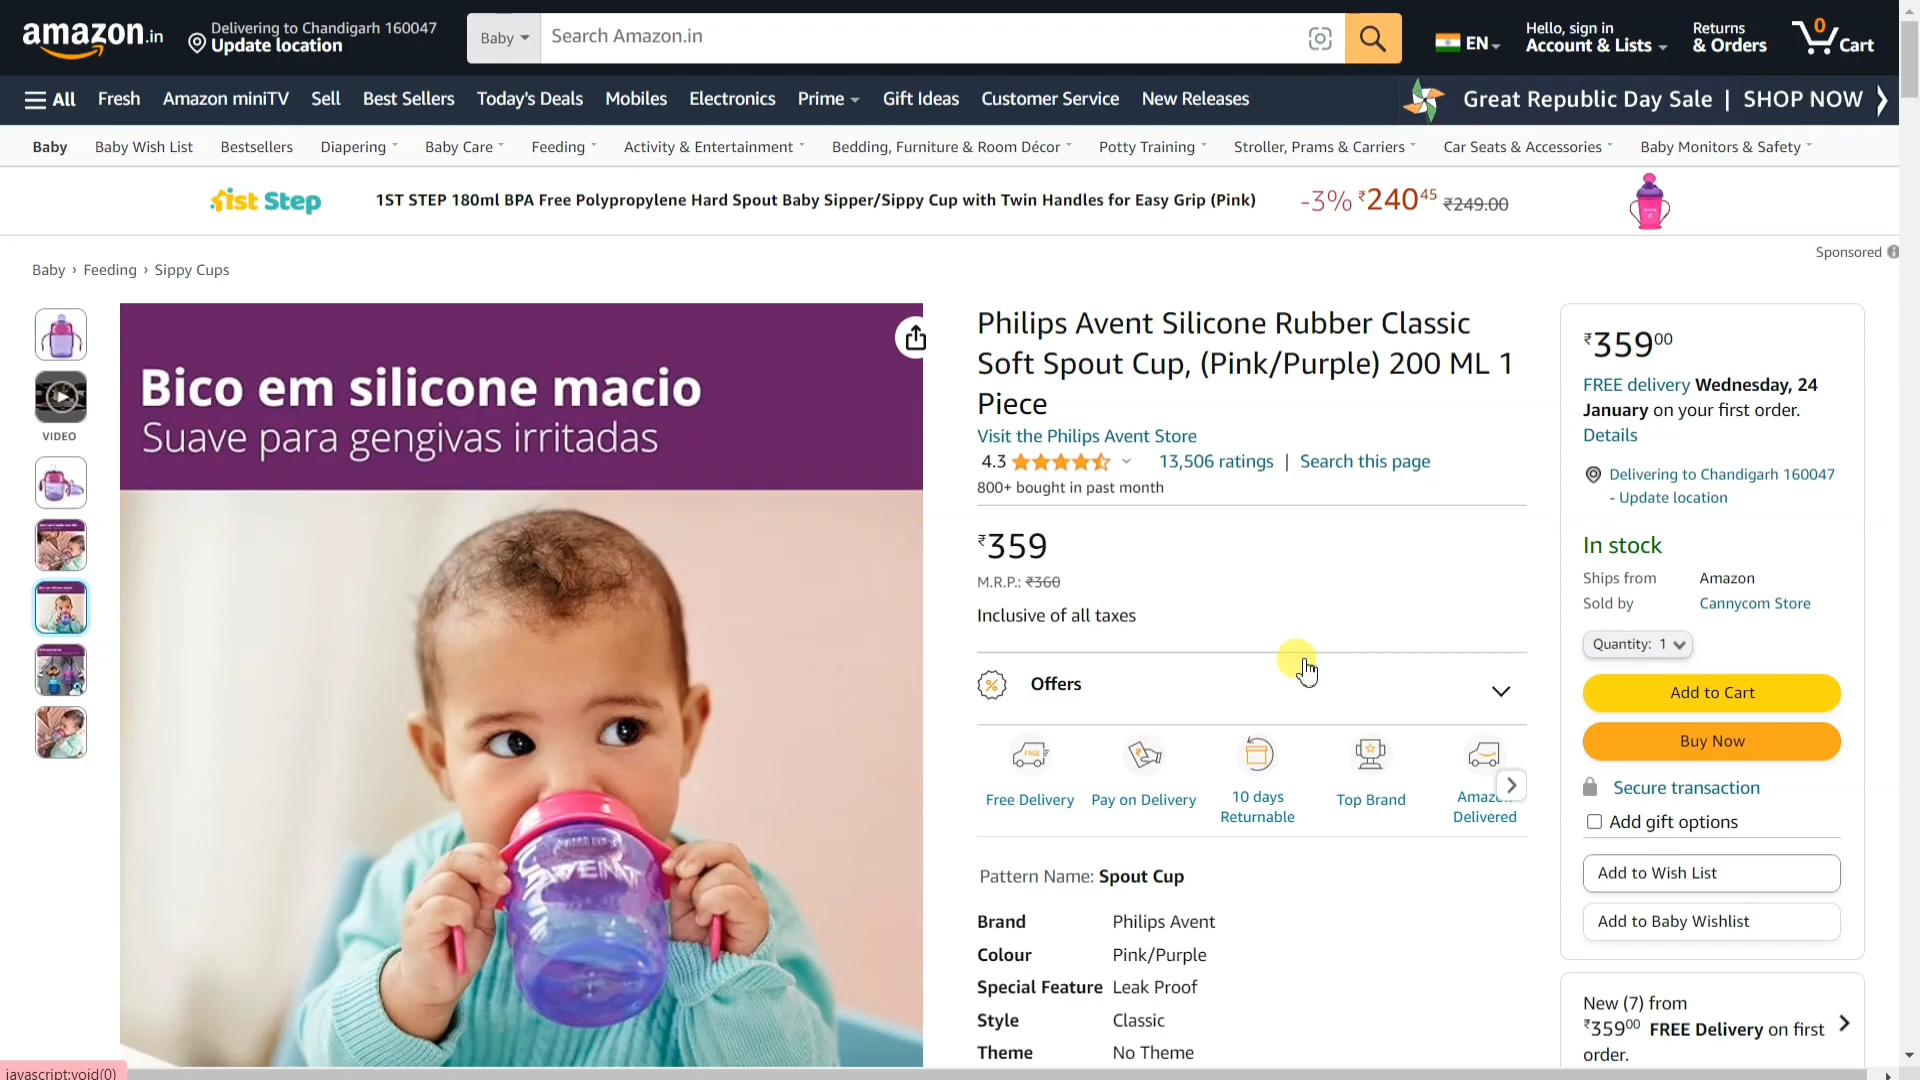 amazon.in
Delivering to Chandigarh 160047
Update location
Baby
Search Amazon.in
EN
Hello, sign in
Account & Lists
Returns
& Orders
0
Cart
All
Fresh
Amazon miniTV
Sell
Best Sellers
Today's Deals
Mobiles
Electronics
Prime
Gift Ideas
Customer Service
New Releases
Great Republic Day Sale | SHOP NOW
Baby
Baby Wish List
Bestsellers
Diapering
Baby Care
Feeding
Activity & Entertainment
Bedding, Furniture & Room Décor
Potty Training
Stroller, Prams & Carriers
Car Seats & Accessories
Baby Monitors & Safety
1st Step
1ST STEP 180ml BPA Free Polypropylene Hard Spout Baby Sipper/Sippy Cup with Twin Handles for Easy Grip (Pink)
-3% ₹240 45 ₹249.00
Sponsored
Baby › Feeding › Sippy Cups
VIDEO
Bico em silicone macio
Suave para gengivas irritadas
AVENT
Philips Avent Silicone Rubber Classic
Soft Spout Cup, (Pink/Purple) 200 ML 1
Piece
Visit the Philips Avent Store
4.3
13,506 ratings | Search this page
800+ bought in past month
₹359
M.R.P.: ₹360
Inclusive of all taxes
Offers
FREE
Free Delivery
Pay on Delivery
10 days
Returnable
Top Brand
Delivered
Pattern Name: Spout Cup
Brand Philips Avent
Colour Pink/Purple
Special Feature Leak Proof
Style Classic
Theme No Theme
₹359 00
FREE delivery Wednesday, 24
January on your first order.
Details
Delivering to Chandigarh 160047
- Update location
In stock
Ships from Amazon
Sold by Cannycom Store
Quantity: 1
Add to Cart
Buy Now
Secure transaction
Add gift options
Add to Wish List
Add to Baby Wishlist
New (7) from
₹359 00 FREE Delivery on first
order.
javascript:void(0)